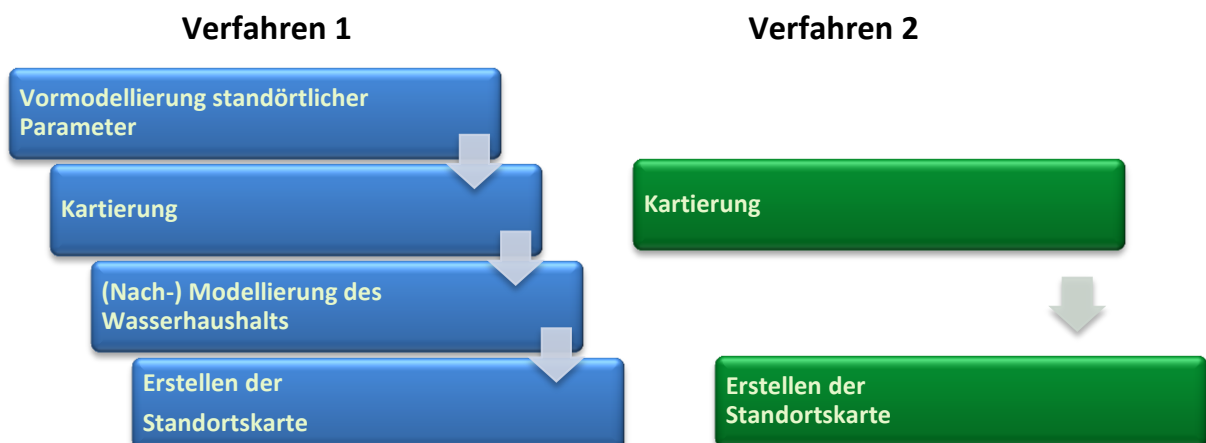 Verfahren 1
Vormodellierung standörtlicher
Parameter
Kartierung
(Nach-) Modellierung des
Wasserhaushalts
Erstellen der
Standortskarte
Verfahren 2
Kartierung
Erstellen der
Standortskarte